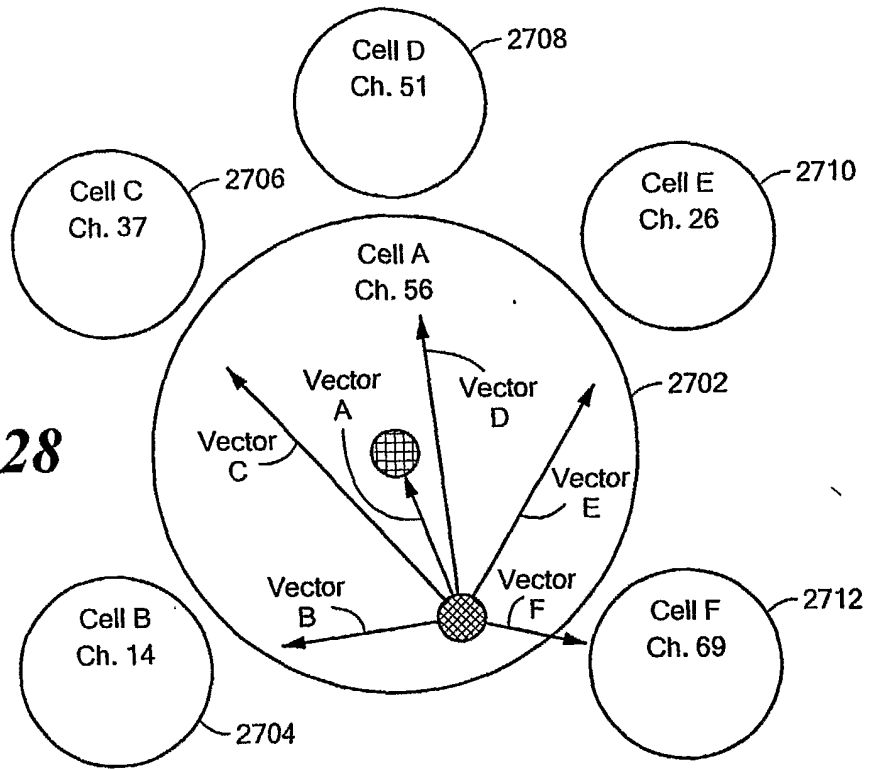 Cell D
Ch. 51
2708
Cell C
Ch. 37
2706
Cell E
Ch. 26
2710
Cell A
Ch. 56
2702
Vector
A
Vector
D
Vector
C
Vector
E
28
Vector
B
Vector
F
Cell B
Ch. 14
2704
Cell F
Ch. 69
2712